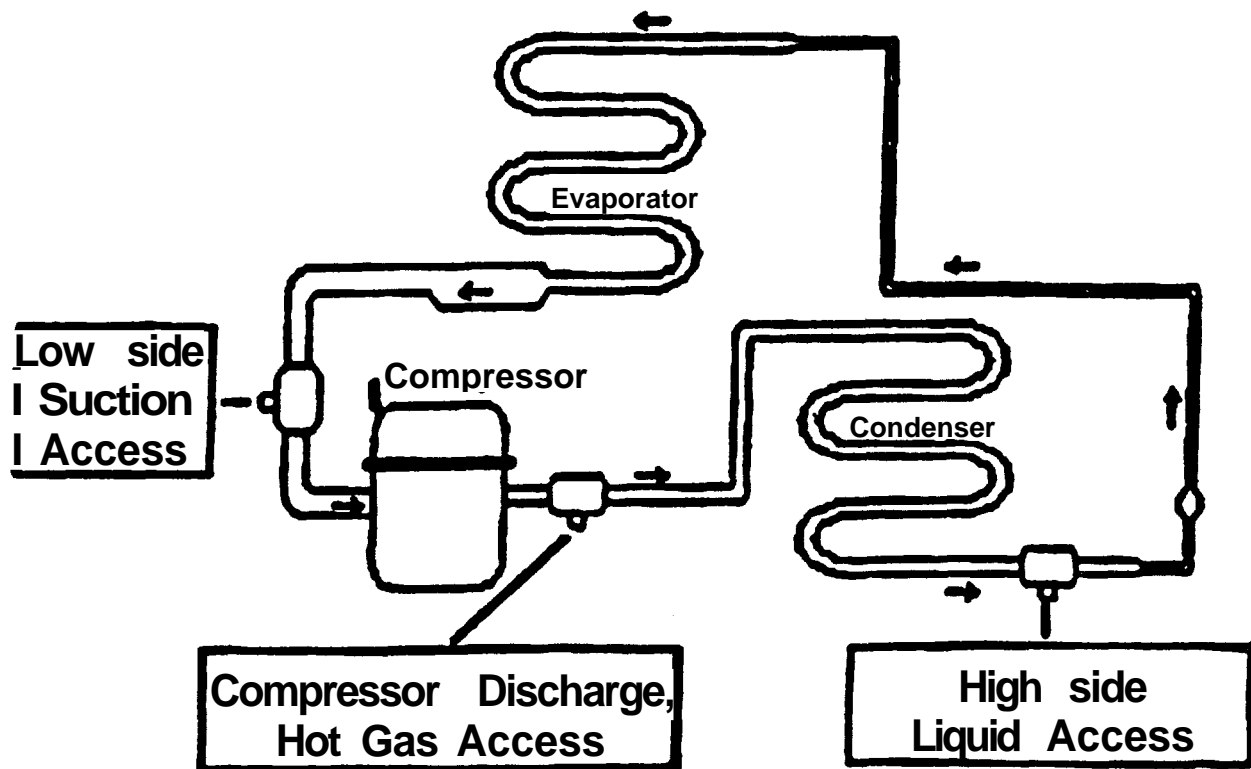 Evaporator
Low side
I Suction
I Access
Compressor
Condenser
Compressor Discharge,
Hot Gas Access
High side
Liquid Access